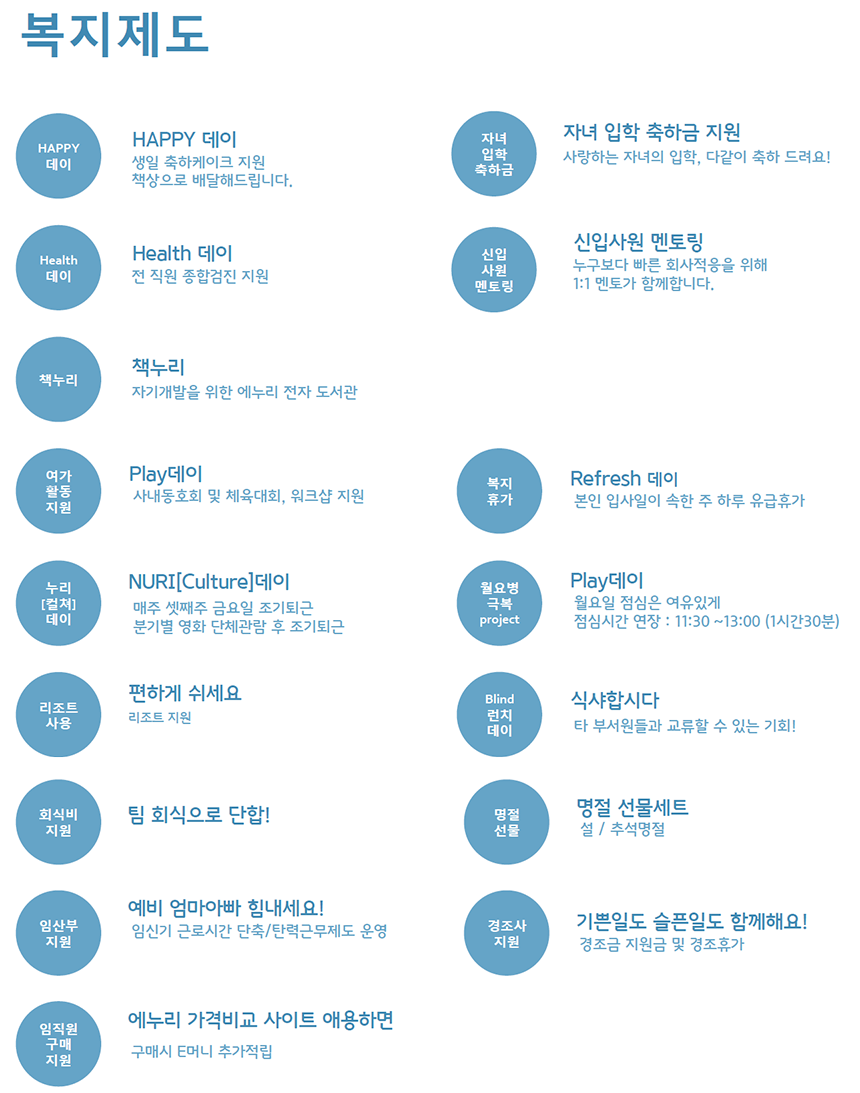 복지제도
HAPPY
데이
HAPPY 데이
생일 축하케이크 지원
책상으로 배달해드립니다.
자녀
입학
축하금
자녀 입학 축하금 지원
사랑하는 자녀의 입학, 다같이 축하 드려요!
Health
데이
Health 데이
전 직원 종합검진 지원
신입
사원
멘토링
신입사원 멘토링
누구보다 빠른 회사적응을 위해
1:1 멘토가 함께합니다.
책누리
책누리
자기개발을 위한 에누리 전자 도서관
여가
활동
지원
Play데이
사내동호회 및 체육대회, 워크샵 지원
복지
휴가
Refresh 데이
본인 입사일이 속한 주 하루 유급휴가
누리
[컬쳐]
데이
NURI[Culture]데이
매주 셋째주 금요일 조기퇴근
분기별 영화 단체관람 후 조기퇴근
월요병
극복
project
Play데이
월요일 점심은 여유있게
점심시간 연장 : 11:30 ~13:00 (1시간30분)
리조트
사용
편하게 쉬세요
리조트 지원
Blind
런치
데이
식샤합시다
타 부서원들과 교류할 수 있는 기회!
회식비
지원
팀 회식으로 단합!
명절
선물
명절 선물세트
설 / 추석명절
임산부
지원
예비 엄마아빠 힘내세요!
임신기 근로시간 단축/탄력근무제도 운영
경조사
지원
기쁜일도 슬픈일도 함께해요!
경조금 지원금 및 경조휴가
임직원
구매
지원
에누리 가격비교 사이트 애용하면
구매시 E머니 추가적립